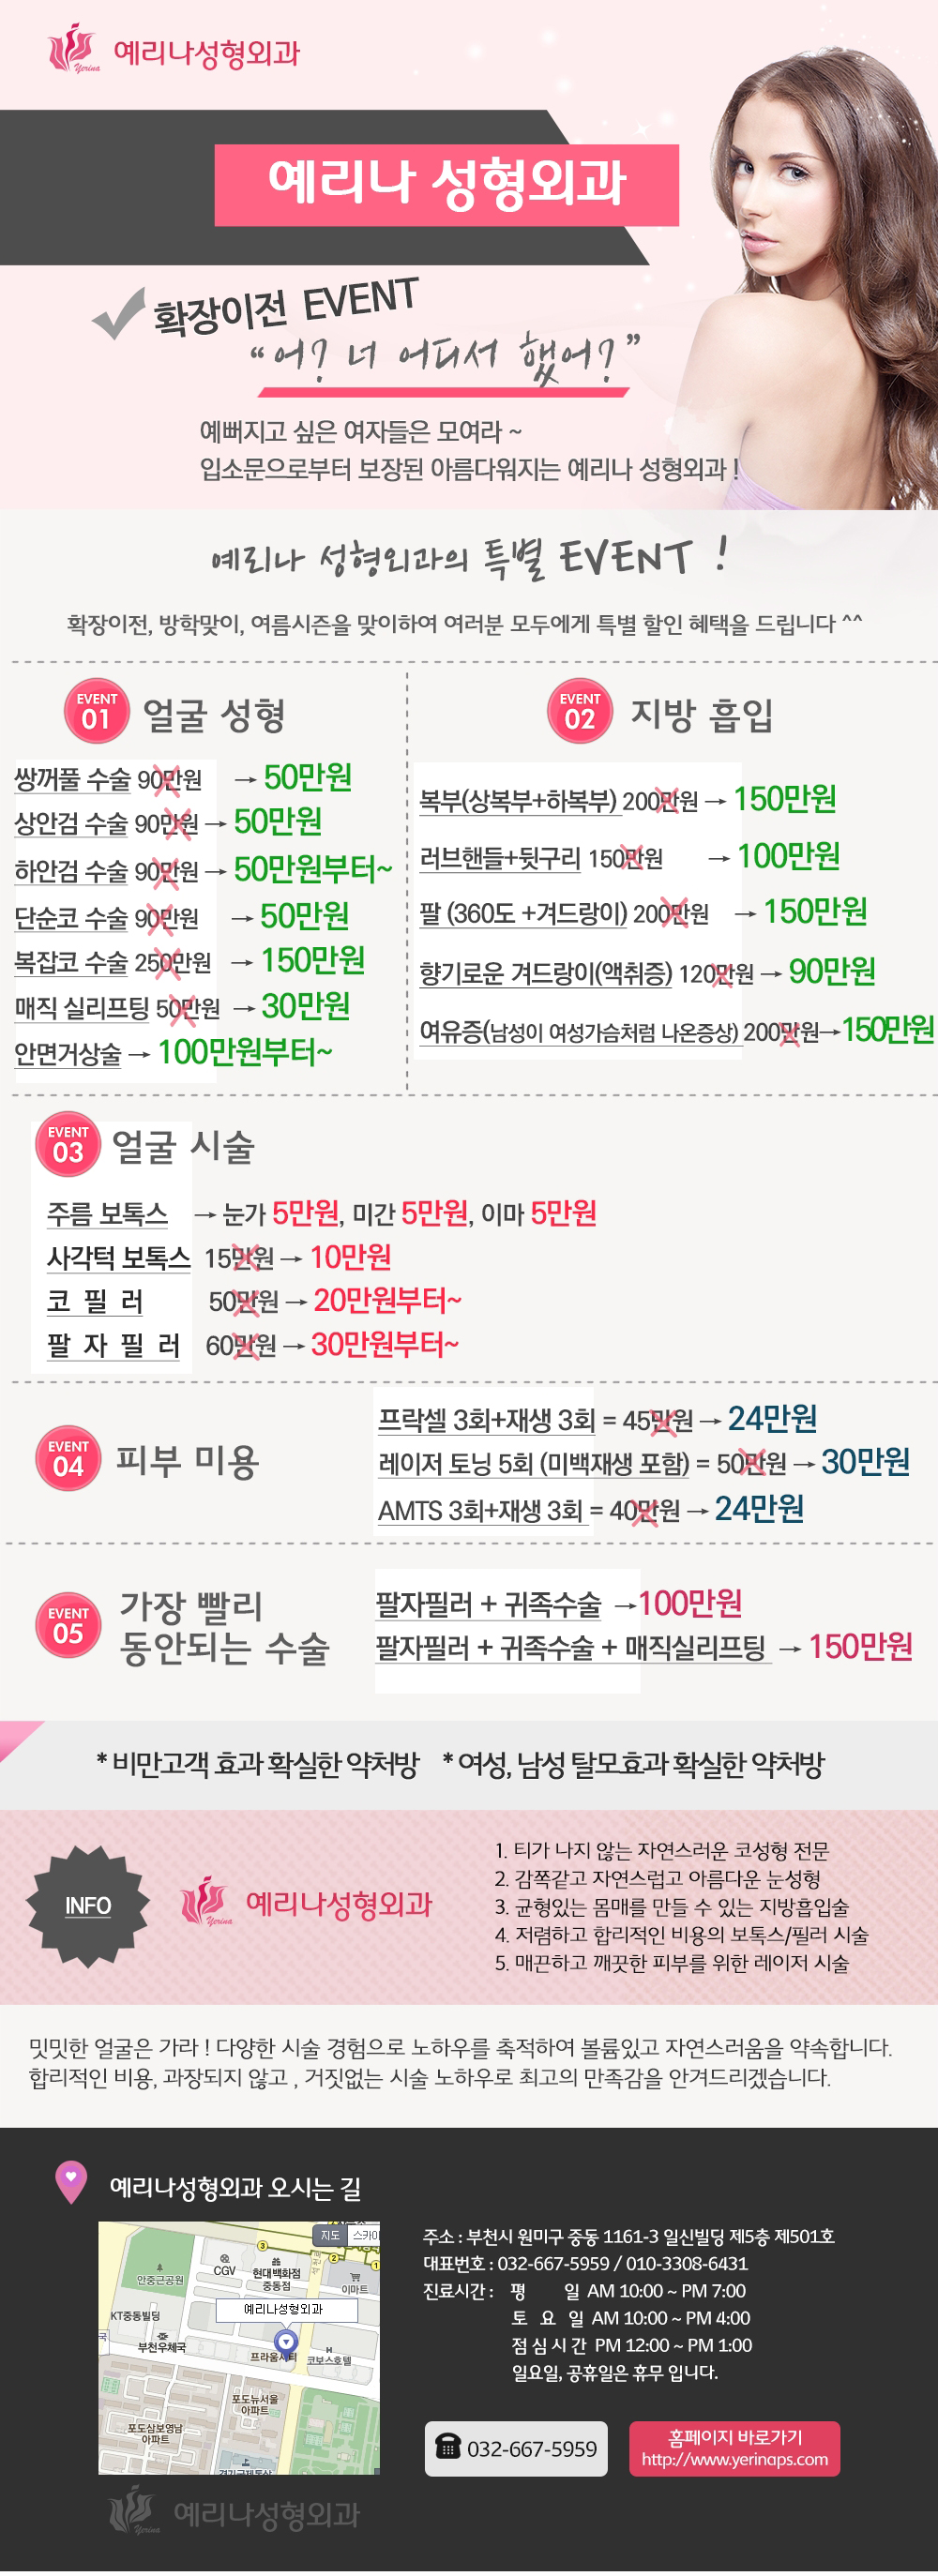 Yerina 예리나성형외과
예리나 성형외과
확장이전 EVENT
“어? 너 어디서 했어?”
예뻐지고 싶은 여자들은 모여라 ~
입소문으로부터 보장된 아름다워지는 예리나 성형외과 !
예리나 성형외과의 특별 EVENT !
확장이전, 방학맞이, 여름시즌을 맞이하여 여러분 모두에게 특별 할인 혜택을 드립니다 ^^
EVENT 01 얼굴 성형
쌍꺼풀 수술 90만원 → 50만원
상안검 수술 90만원 → 50만원
하안검 수술 90만원 → 50만원부터~
단순코 수술 90만원 → 50만원
복잡코 수술 250만원 → 150만원
매직 실리프팅 50만원 → 30만원
안면거상술 → 100만원부터~
EVENT 02 지방 흡입
복부(상복부+하복부) 200만원 → 150만원
러브핸들+뒷구리 150만원 → 100만원
팔 (360도 +겨드랑이) 200만원 → 150만원
향기로운 겨드랑이(액취증) 120만원 → 90만원
여유증(남성이 여성가슴처럼 나온증상) 200만원→150만원
EVENT 03 얼굴 시술
주름 보톡스 → 눈가 5만원, 미간 5만원, 이마 5만원
사각턱 보톡스 15만원 → 10만원
코 필 러 50만원 → 20만원부터~
팔 자 필 러 60만원 → 30만원부터~
EVENT 04 피부 미용
프락셀 3회+재생 3회 = 45만원 → 24만원
레이저 토닝 5회 (미백재생 포함) = 50만원 → 30만원
AMTS 3회+재생 3회 = 40만원 → 24만원
EVENT 05 가장 빨리
동안되는 수술
팔자필러 + 귀족수술 →100만원
팔자필러 + 귀족수술 + 매직실리프팅 → 150만원
* 비만고객 효과 확실한 약처방 * 여성, 남성 탈모효과 확실한 약처방
INFO
Yerina 예리나성형외과
1. 티가 나지 않는 자연스러운 코성형 전문
2. 감쪽같고 자연스럽고 아름다운 눈성형
3. 균형있는 몸매를 만들 수 있는 지방흡입술
4. 저렴하고 합리적인 비용의 보톡스/필러 시술
5. 매끈하고 깨끗한 피부를 위한 레이저 시술
밋밋한 얼굴은 가라 ! 다양한 시술 경험으로 노하우를 축적하여 볼륨있고 자연스러움을 약속합니다.
합리적인 비용, 과장되지 않고 , 거짓없는 시술 노하우로 최고의 만족감을 안겨드리겠습니다.
예리나성형외과 오시는 길
지도 스카이
3
2
1
안중근공원
CGV
현대백화점
중동점
이마트
예리나성형외과
KT중동빌딩
국
부천우체국
프라움시티
코보스호텔
포도뉴서울
아파트
포도삼보영남
아파트
주소 : 부천시 원미구 중동 1161-3 일신빌딩 제5층 제501호
대표번호 : 032-667-5959 / 010-3308-6431
진료시간 : 평 일 AM 10:00 ~ PM 7:00
토 요 일 AM 10:00 ~ PM 4:00
점 심 시 간 PM 12:00 ~ PM 1:00
일요일, 공휴일은 휴무 입니다.
032-667-5959
홈페이지 바로가기
http://www.yerinaps.com
Yerina 예리나성형외과